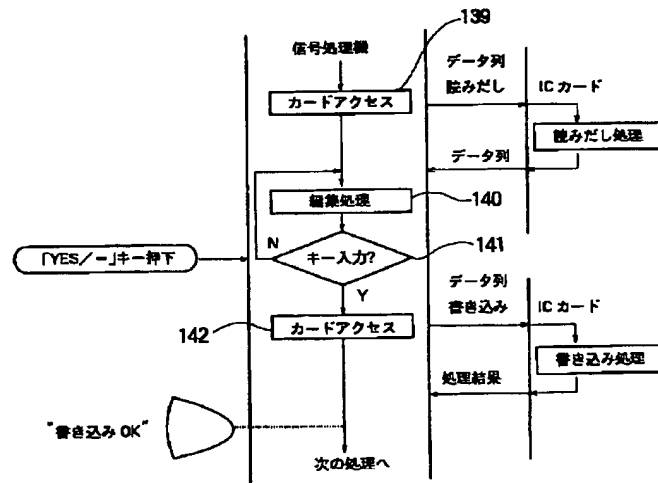 139
信号処理機
データ列
読みだし
ICカード
カードアクセス
読みだし処理
データ列
編集処理
140
N
キー入力?
141
「YES/−」キー押下
Y
データ列
書き込み
ICカード
142
カードアクセス
書き込み処理
処理結果
"書き込みOK"
次の処理へ